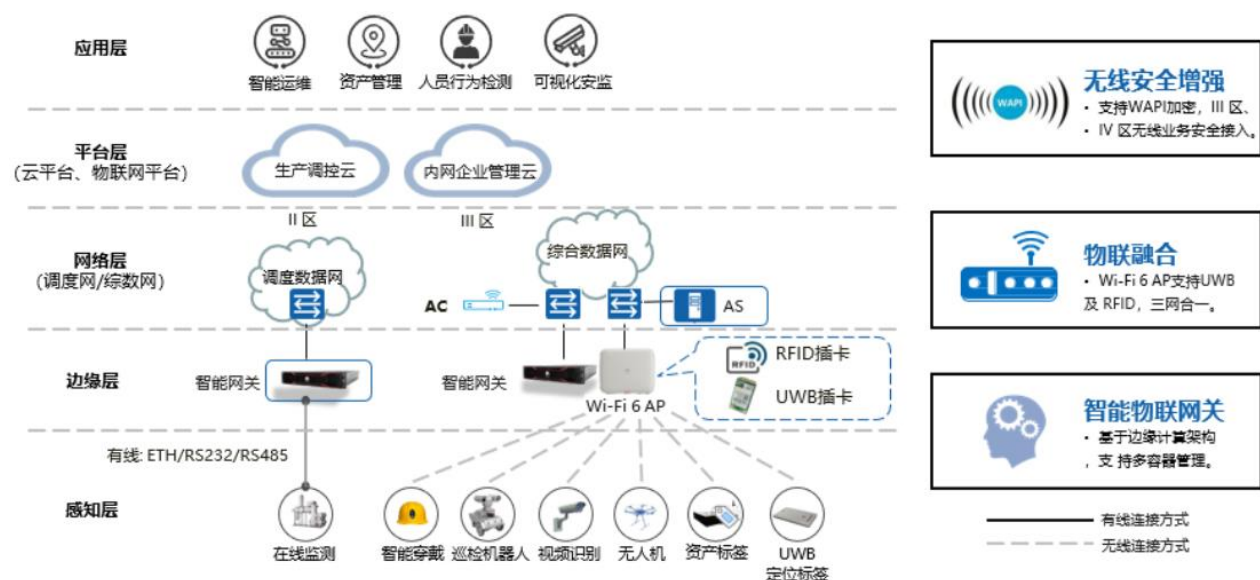 应用层
智能运维
资产管理
人员行为检测
可视化安监
平台层
(云平台、物联网平台)
生产调控云
内网企业管理云
II 区
III 区
网络层
(调度网/综数网)
调度数据网
综合数据网
AC
AS
边缘层
智能网关
智能网关
Wi-Fi 6 AP
RFID
RFID插卡
UWB插卡
有线: ETH/RS232/RS485
感知层
在线监测
智能穿戴
巡检机器人
视频识别
无人机
资产标签
UWB
定位标签
WAPI
无线安全增强
• 支持WAPI加密，III 区、
• IV 区无线业务安全接入。
物联融合
• Wi-Fi 6 AP支持UWB
及 RFID，三网合一。
智能物联网关
• 基于边缘计算架构
，支 持多容器管理。
有线连接方式
无线连接方式